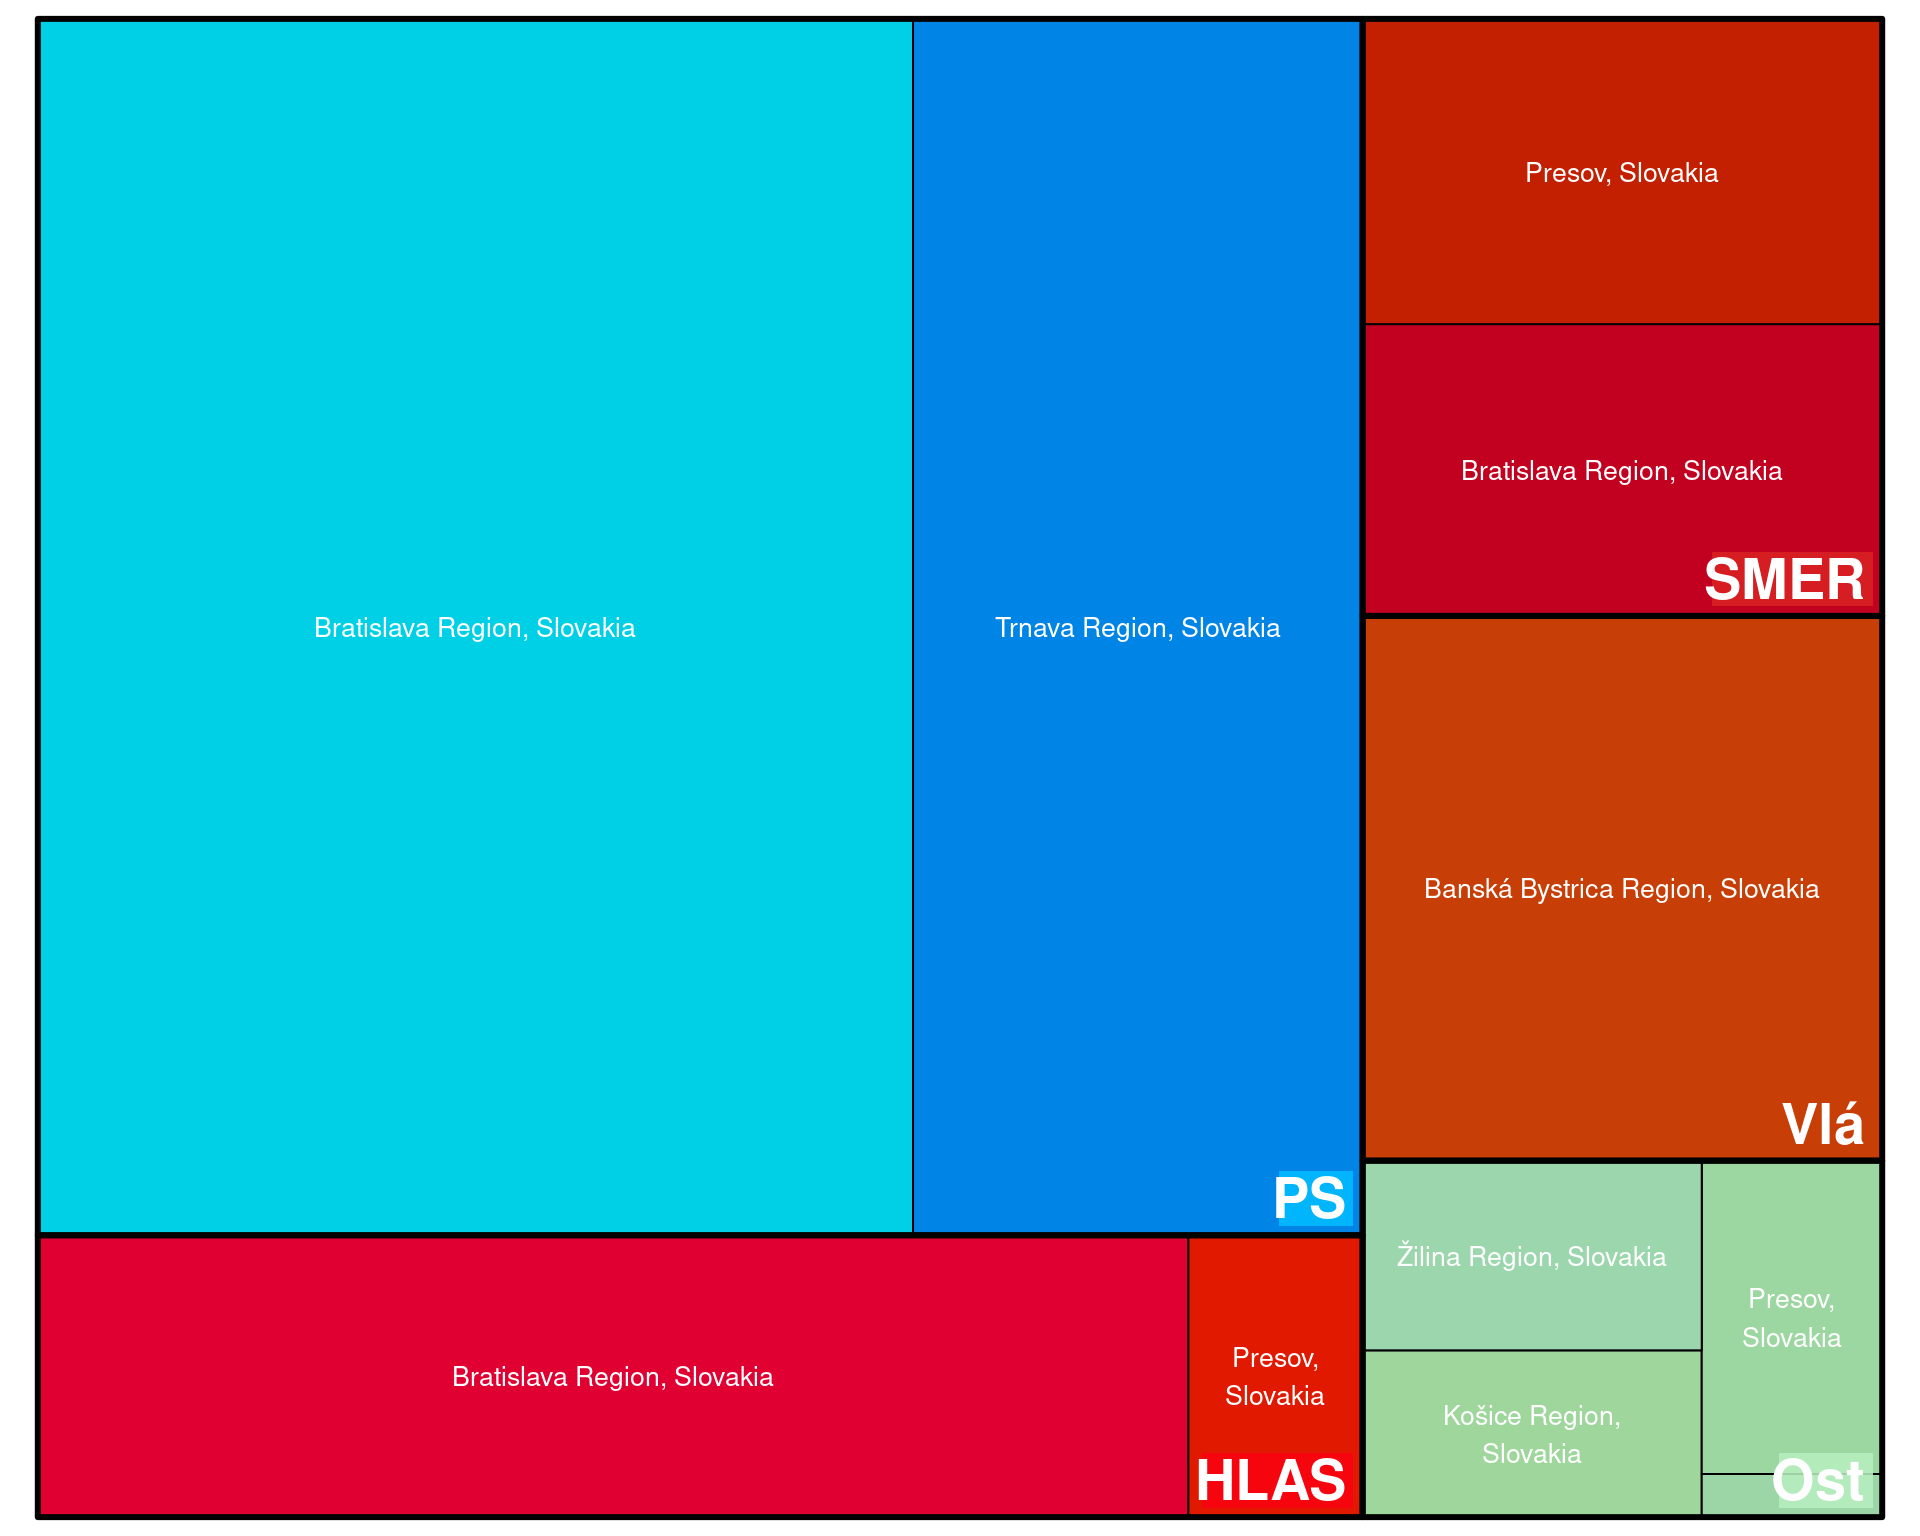 Bratislava Region, Slovakia
Trnava Region, Slovakia
PS
Bratislava Region, Slovakia
Presov,
Slovakia
HLAS
Presov, Slovakia
Bratislava Region, Slovakia
SMER
Banská Bystrica Region, Slovakia
Vlá
Žilina Region, Slovakia
Košice Region,
Slovakia
Presov,
Slovakia
Ost